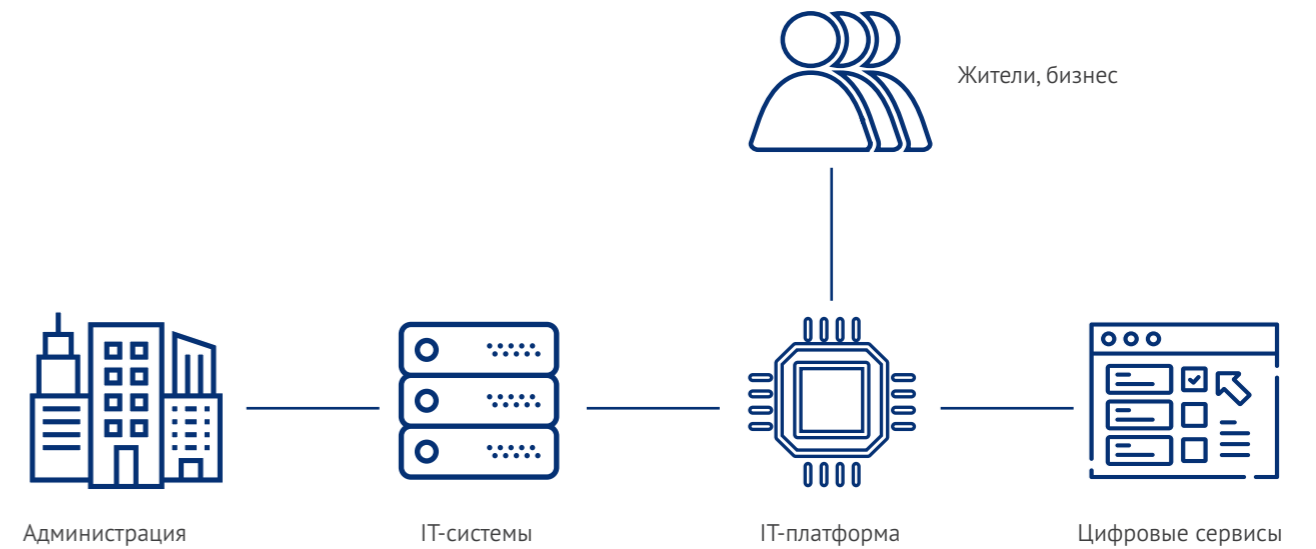 Жители, бизнес
Администрация
IT-системы
IT-платформа
Цифровые сервисы